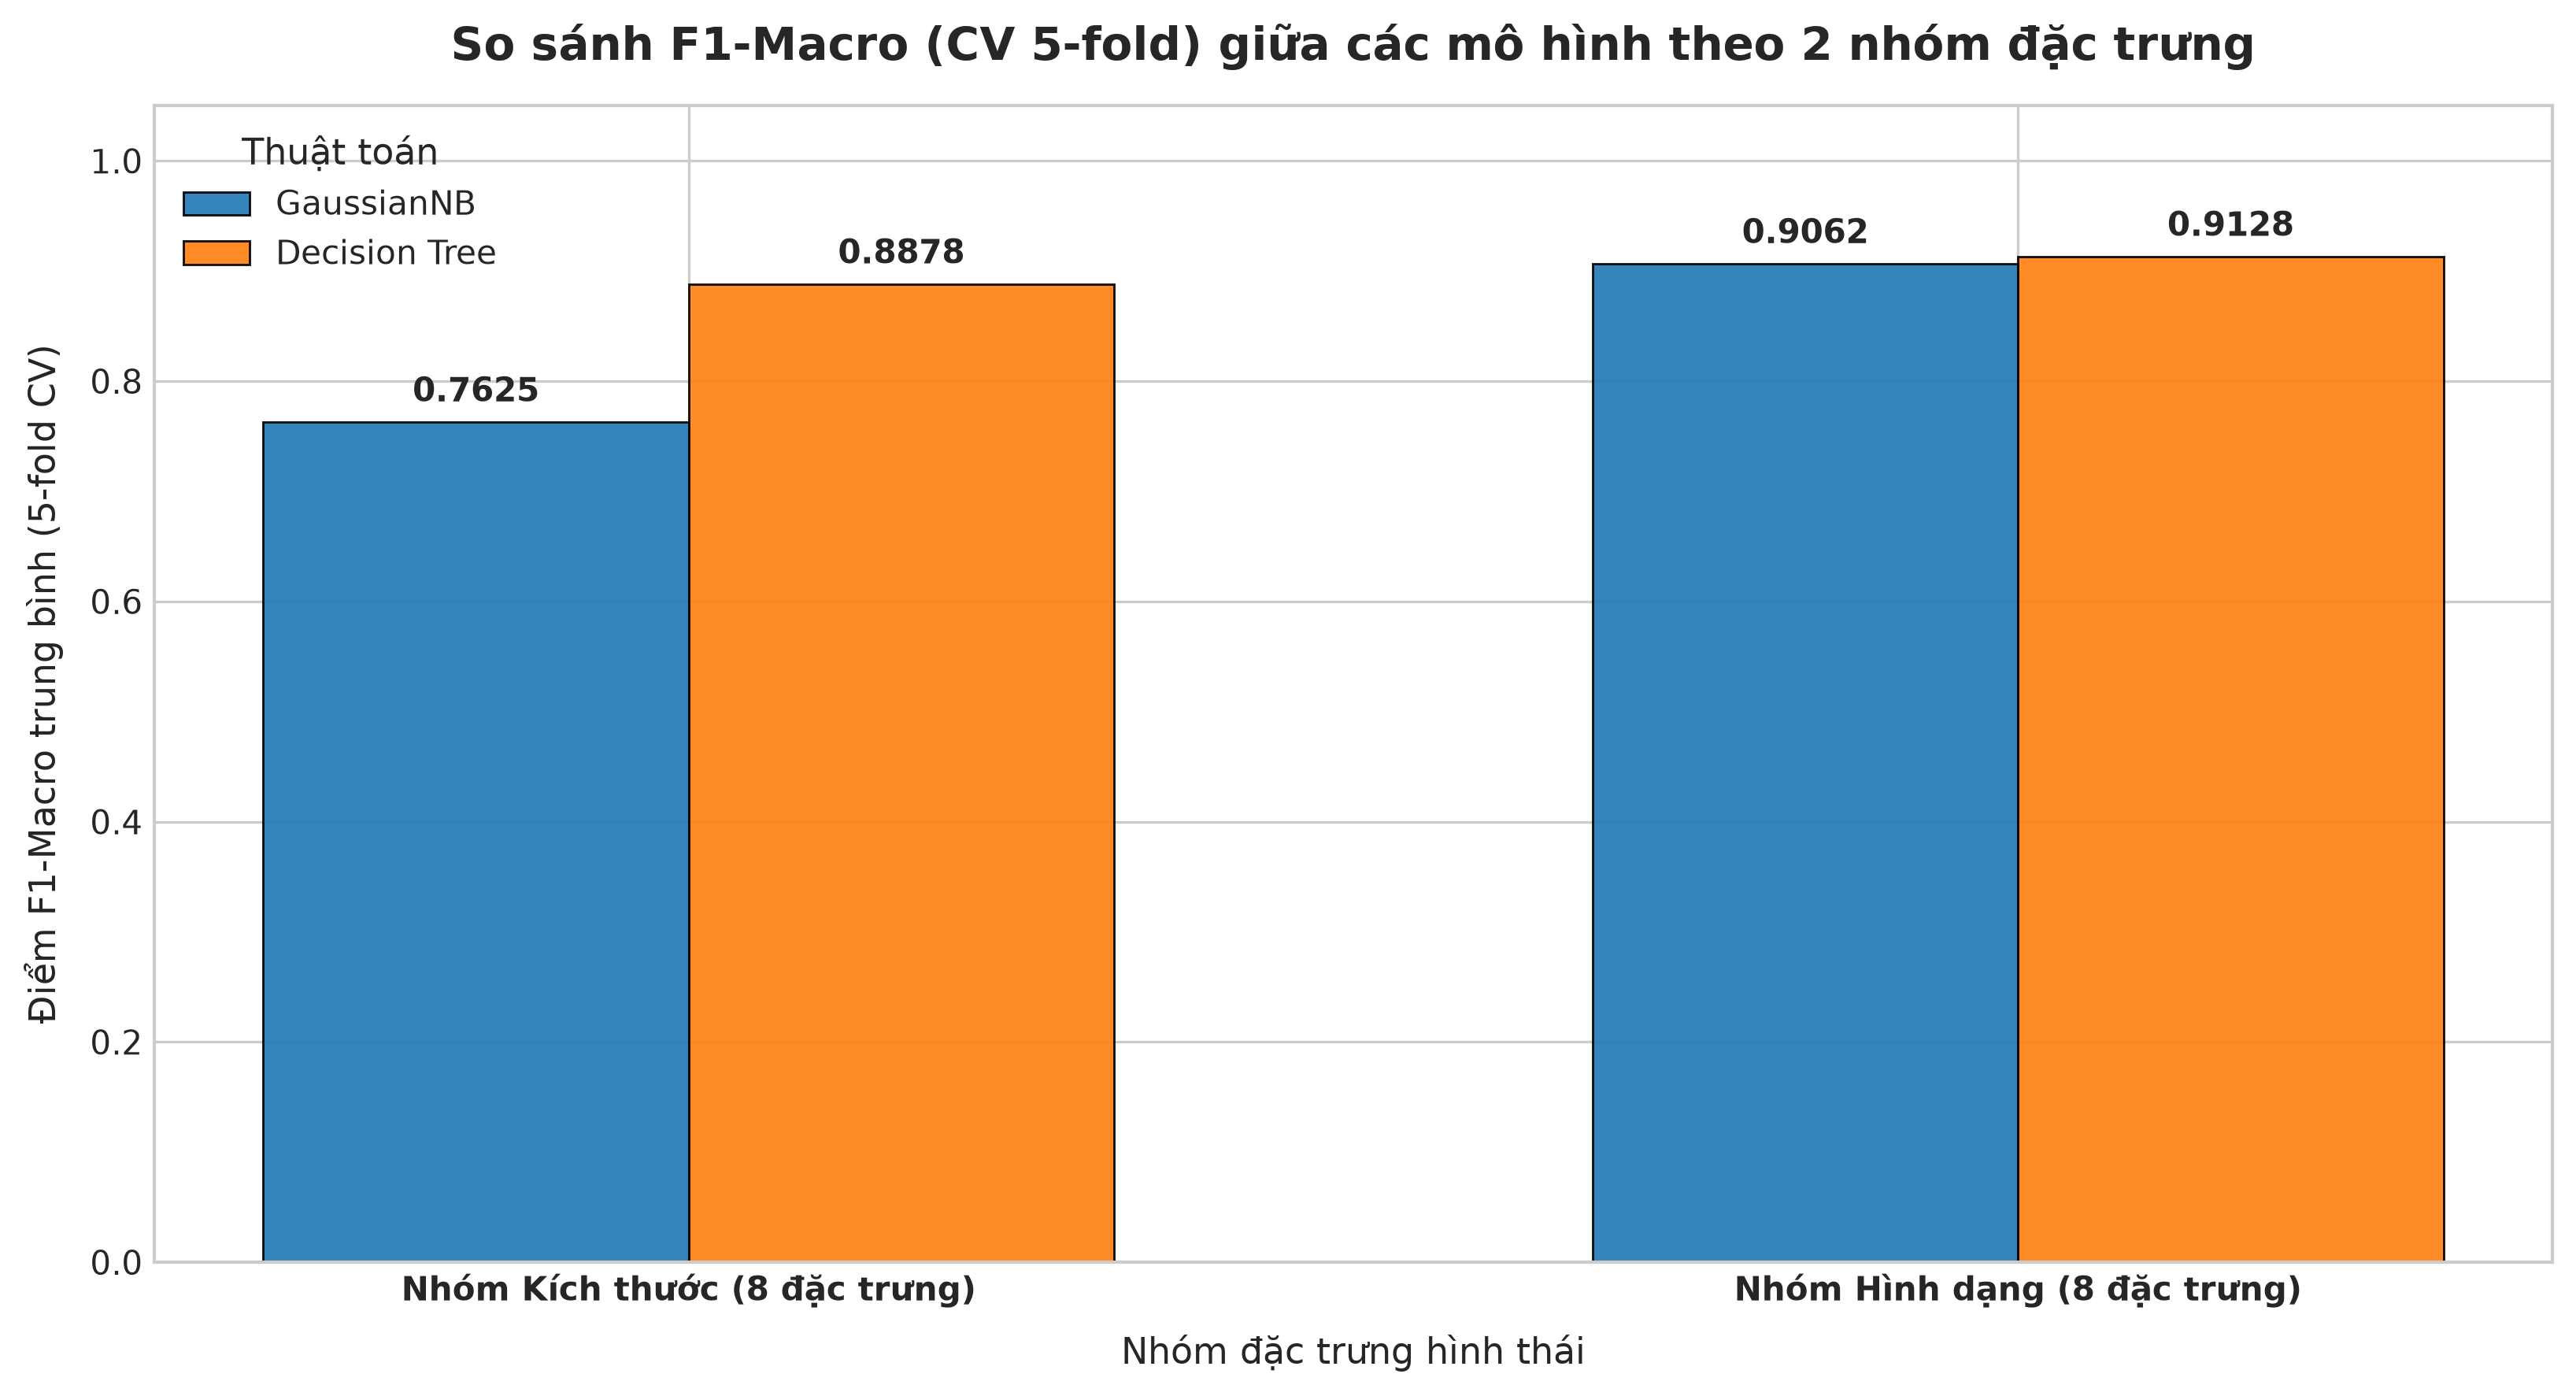 So sánh F1-Macro (CV 5-fold) giữa các mô hình theo 2 nhóm đặc trưng
Điểm F1-Macro trung bình (5-fold CV)
1.0
0.8
0.6
0.4
0.2
0.0
Thuật toán
GaussianNB
Decision Tree
0.7625
0.8878
0.9062
0.9128
Nhóm Kích thước (8 đặc trưng)
Nhóm Hình dạng (8 đặc trưng)
Nhóm đặc trưng hình thái